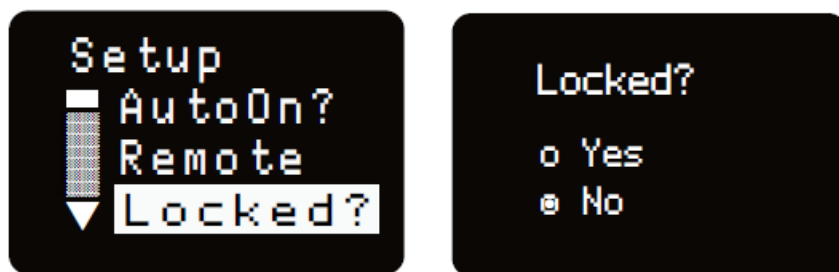 Setup
AutoOn?
Remote
Locked?
Locked?
Yes
No